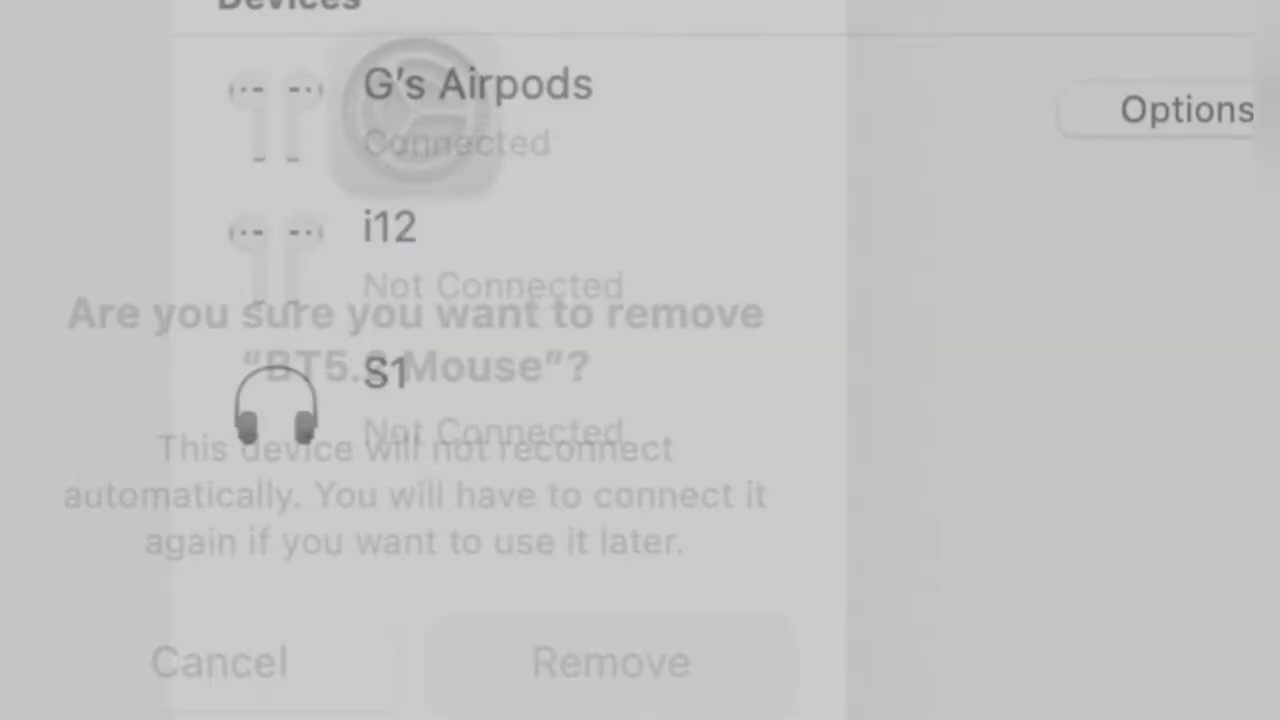 Devices
G's Airpods
Connected
Options
i12
Not Connected
Are you sure you want to remove
Mouse"?
S1
Not Connected
This device will not reconnect
automatically. You will have to connect it
again if you want to use it later.
Cancel
Remove